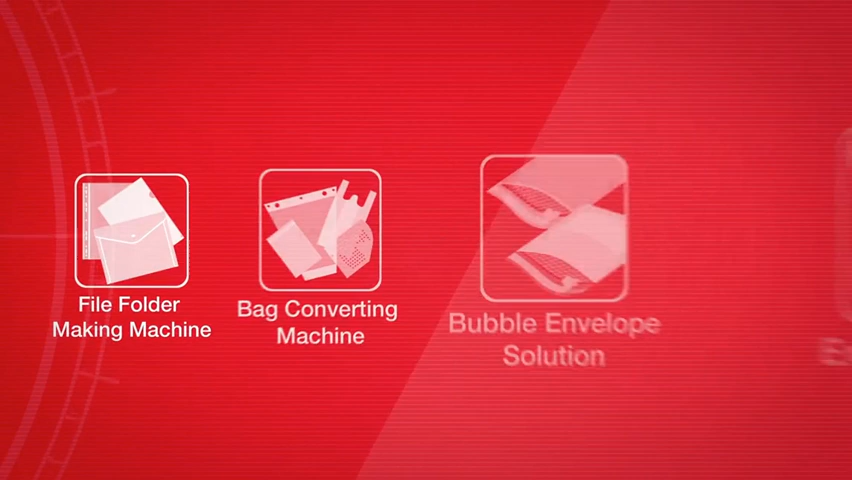 File Folder
Making Machine
Bag Converting
Machine
Bubble Envelope
Solution